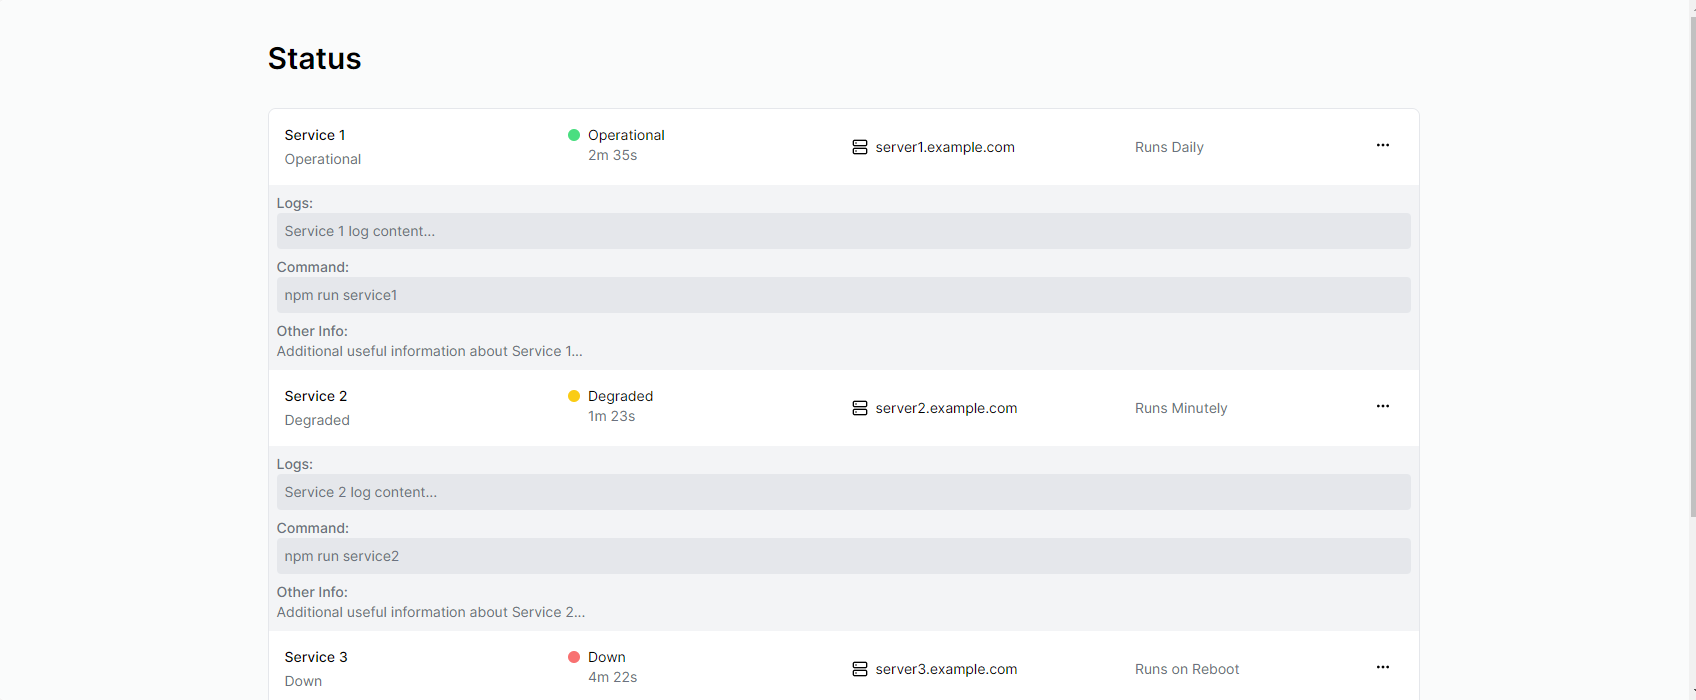 Status
Service 1
Operational
Operational
2m 35s
server1.example.com
Runs Daily
Logs:
Service 1 log content...
Command:
npm run service1
Other Info:
Additional useful information about Service 1...
Service 2
Degraded
Degraded
1m 23s
server2.example.com
Runs Minutely
Logs:
Service 2 log content...
Command:
npm run service2
Other Info:
Additional useful information about Service 2...
Service 3
Down
Down
4m 22s
server3.example.com
Runs on Reboot